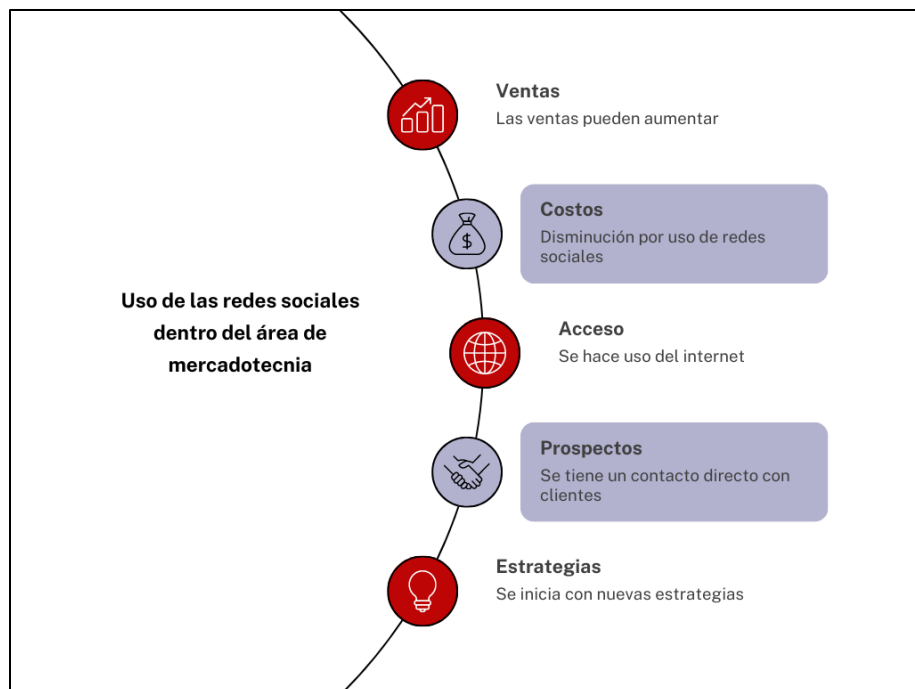 Uso de las redes sociales
dentro del área de
mercadotecnia
Ventas
Las ventas pueden aumentar
$
Costos
Disminución por uso de redes
sociales
Acceso
Se hace uso del internet
Prospectos
Se tiene un contacto directo con
clientes
Estrategias
Se inicia con nuevas estrategias